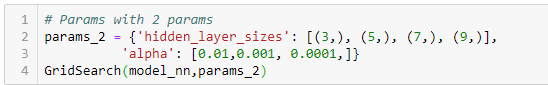 1 # Params with 2 params
2 params_2 = {'hidden_layer_sizes': [(3,), (5,), (7,), (9,)],
3 'alpha': [0.01,0.001, 0.0001,]}
4 GridSearch(model_nn,params_2)